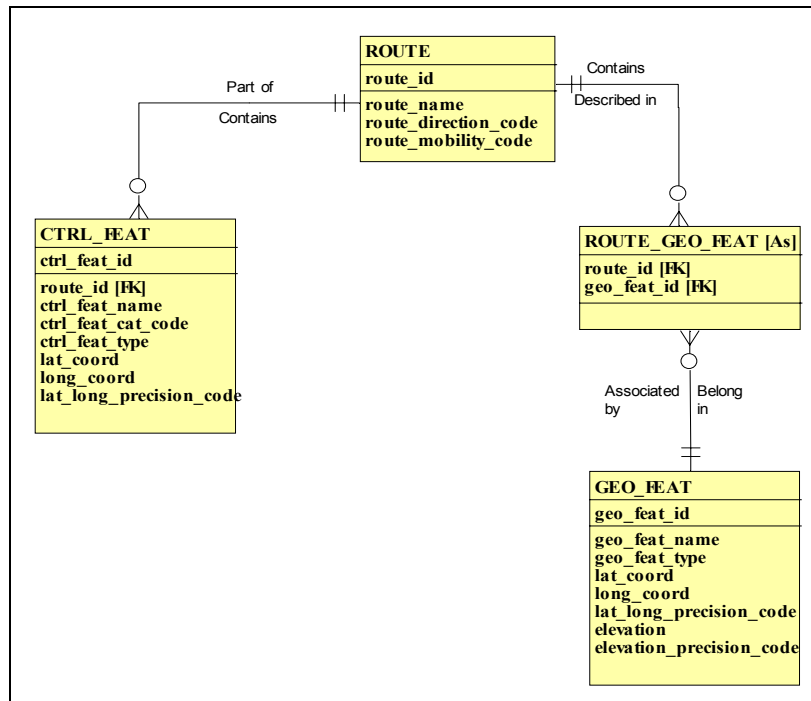 ROUTE
route_id
route_name
route_direction_code
route_mobility_code
Part of
Contains
Contains
Described in
CTRL_FEAT
ctrl_feat_id
route_id [FK]
ctrl_feat_name
ctrl_feat_cat_code
ctrl_feat_type
lat_coord
long_coord
lat_long_precision_code
ROUTE_GEO_FEAT [As]
route_id [FK]
geo_feat_id [FK]
Associated
by
Belong
in
GEO_FEAT
geo_feat_id
geo_feat_name
geo_feat_type
lat_coord
long_coord
lat_long_precision_code
elevation
elevation_precision_code